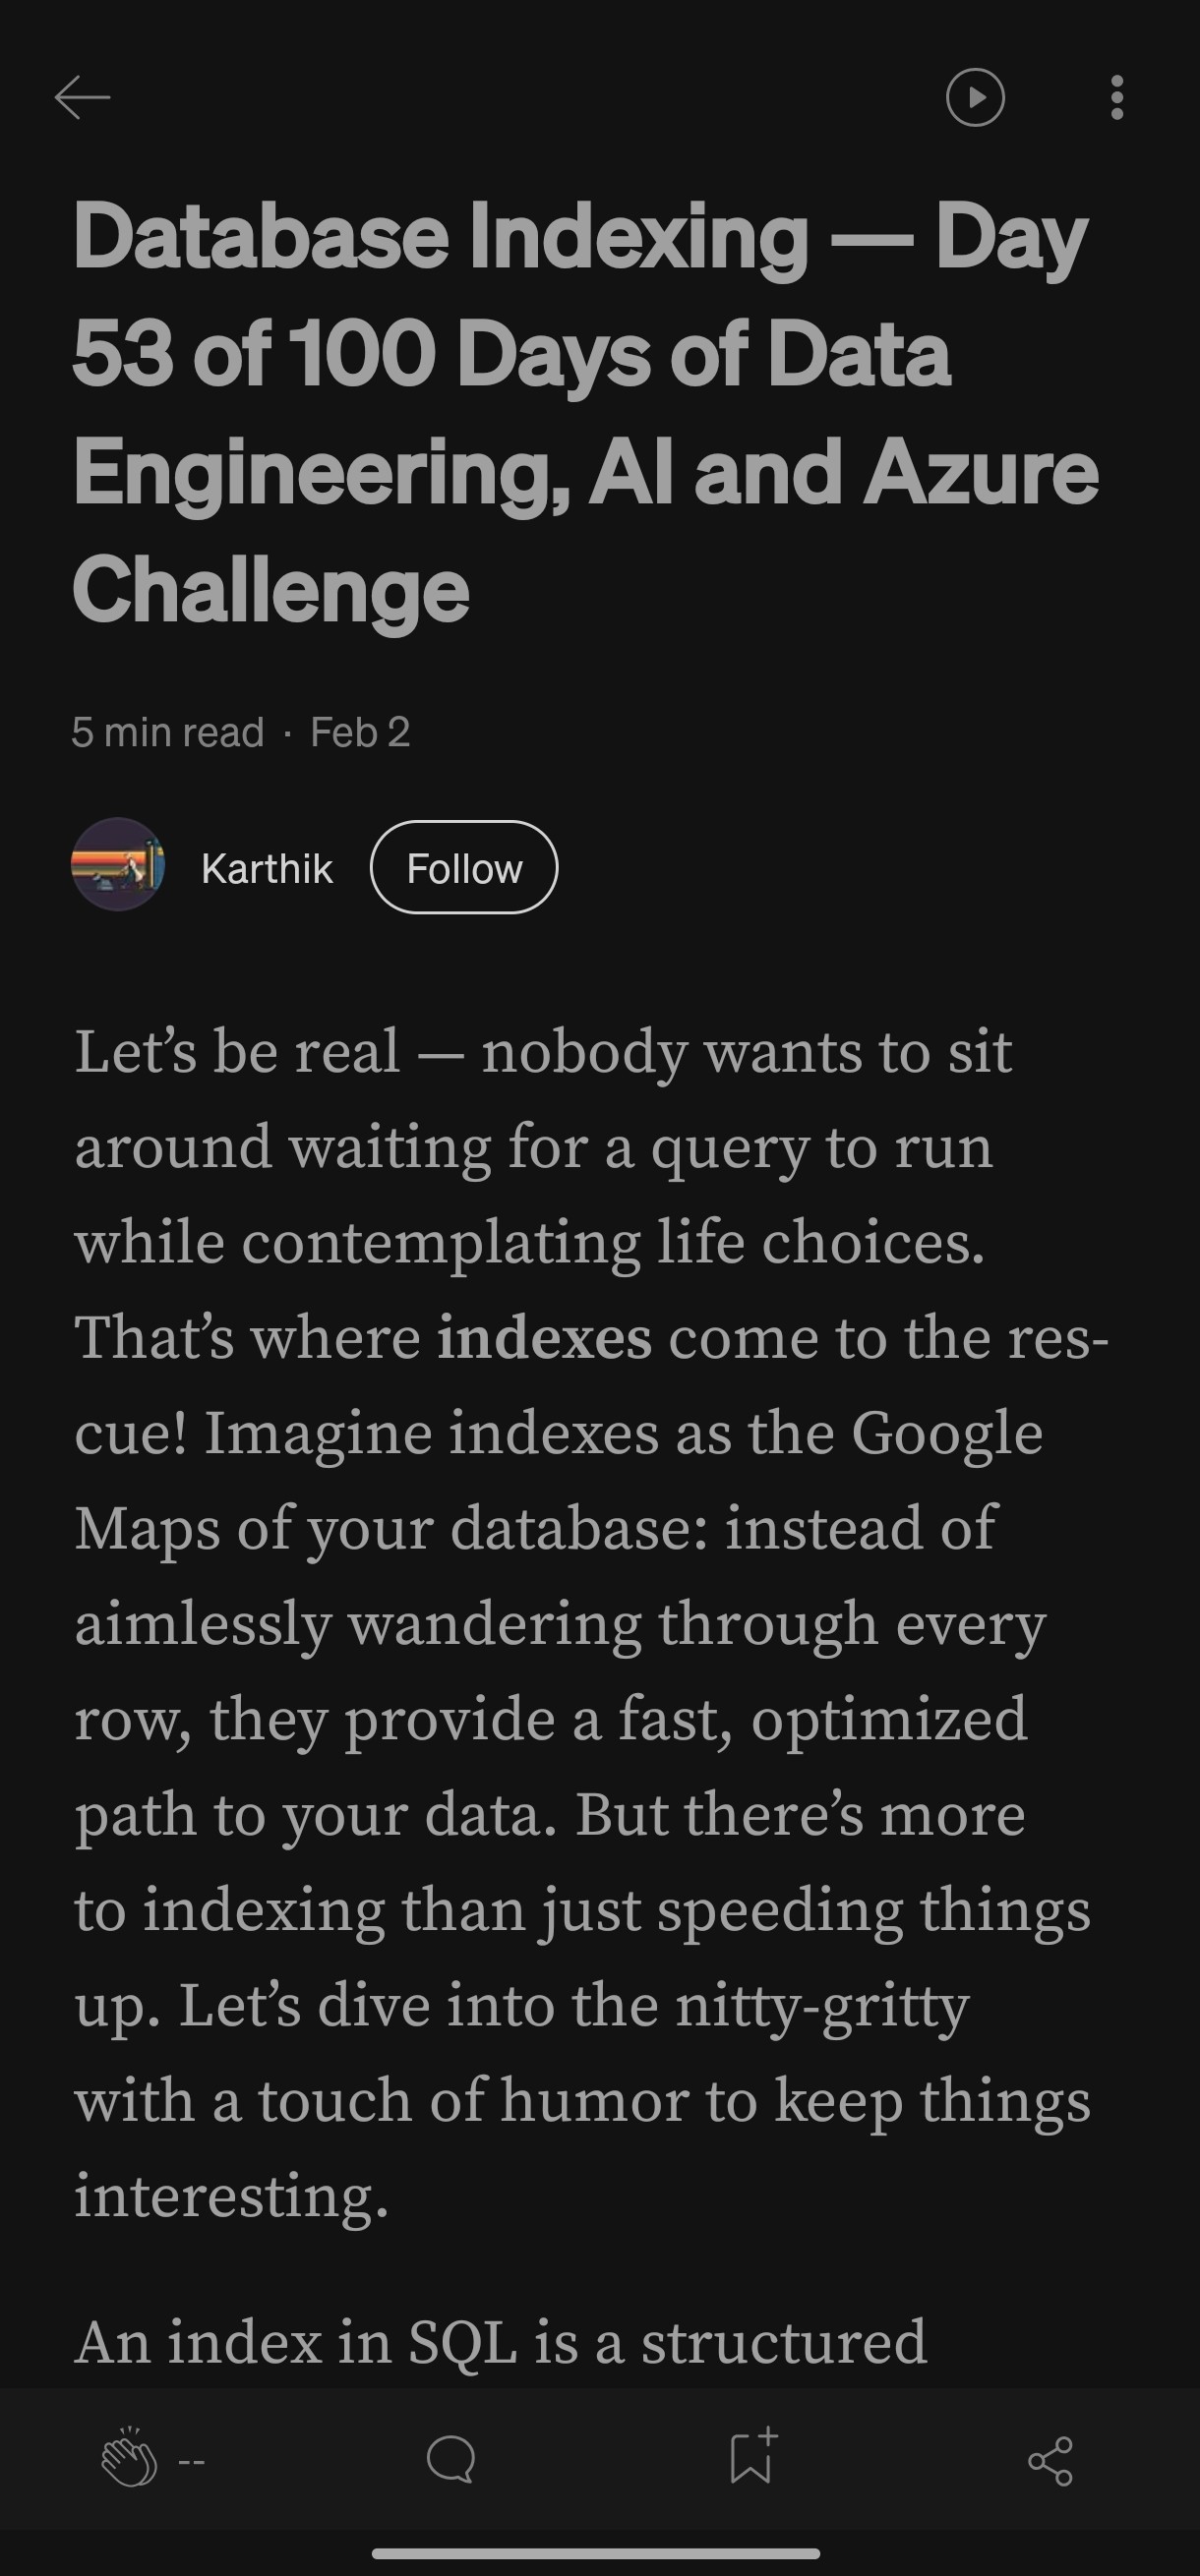 Database Indexing — Day
53 of 100 Days of Data
Engineering, AI and Azure
Challenge
5 min read · Feb 2
Karthik
Follow
Let’s be real — nobody wants to sit
around waiting for a query to run
while contemplating life choices.
That’s where indexes come to the res-
cue! Imagine indexes as the Google
Maps of your database: instead of
aimlessly wandering through every
row, they provide a fast, optimized
path to your data. But there’s more
to indexing than just speeding things
up. Let’s dive into the nitty-gritty
with a touch of humor to keep things
interesting.
An index in SQL is a structured
--